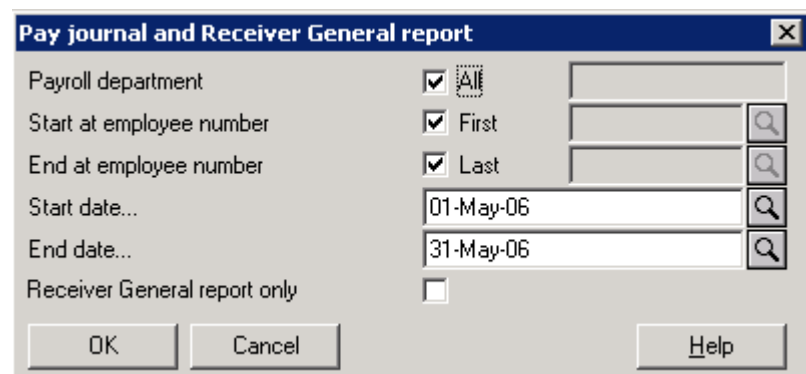 Pay journal and Receiver General report
Payroll department All
Start at employee number First
End at employee number Last
Start date... 01-May-06
End date... 31-May-06
Receiver General report only
OK Cancel Help